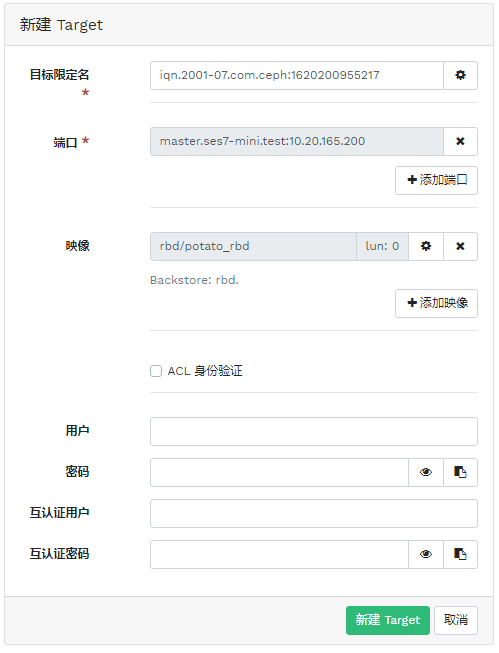 新建 Target
目标限定名 iqn.2001-07.com.ceph:1620200955217
*
端口 * master.ses7-mini.test:10.20.165.200
添加端口
映像 rbd/potato_rbd lun: 0
Backstore: rbd.
添加映像
ACL 身份验证
用户
密码
互认证用户
互认证密码
新建 Target 取消